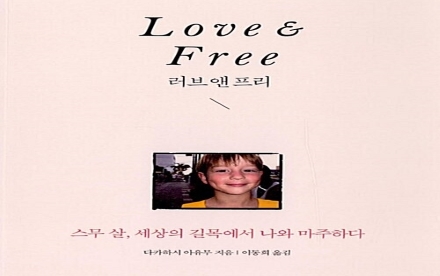 Love &
Free
러브 앤 프리
스무 살, 세상의 길목에서 나와 마주하다
다카하시 아유무 지음 | 이동희 옮김